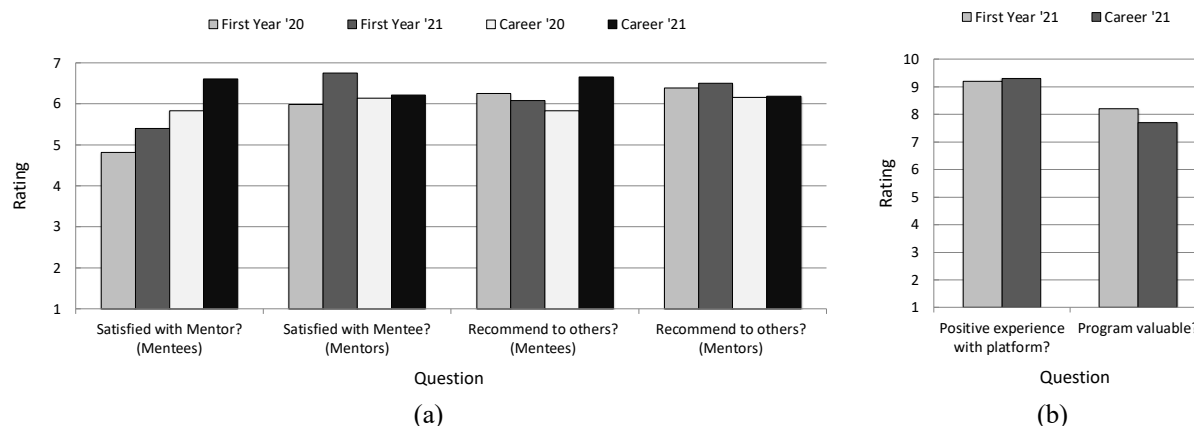 First Year '20 First Year '21 Career '20 Career '21
7
6
5
4
3
2
1
Rating
Satisfied with Mentor? (Mentees)
Satisfied with Mentee? (Mentors)
Recommend to others? (Mentees)
Recommend to others? (Mentors)
Question
(a)
First Year '21 Career '21
10
9
8
7
6
5
4
3
2
1
Rating
Positive experience with platform?
Program valuable?
Question
(b)